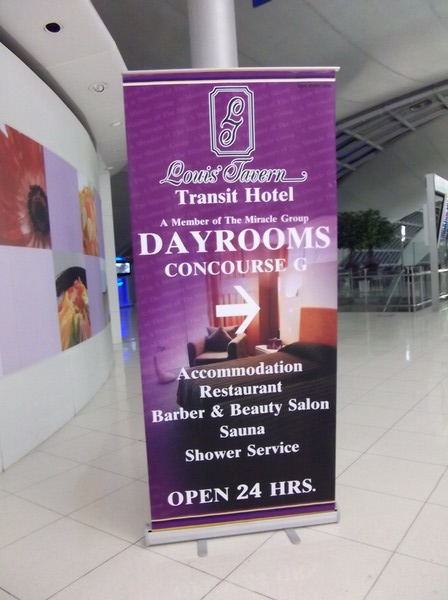 LT
Louis' Tavern
Transit Hotel
A Member of The Miracle Group
DAYROOMS
CONCOURSE G
Accommodation
Restaurant
Barber & Beauty Salon
Sauna
Shower Service
OPEN 24 HRS.